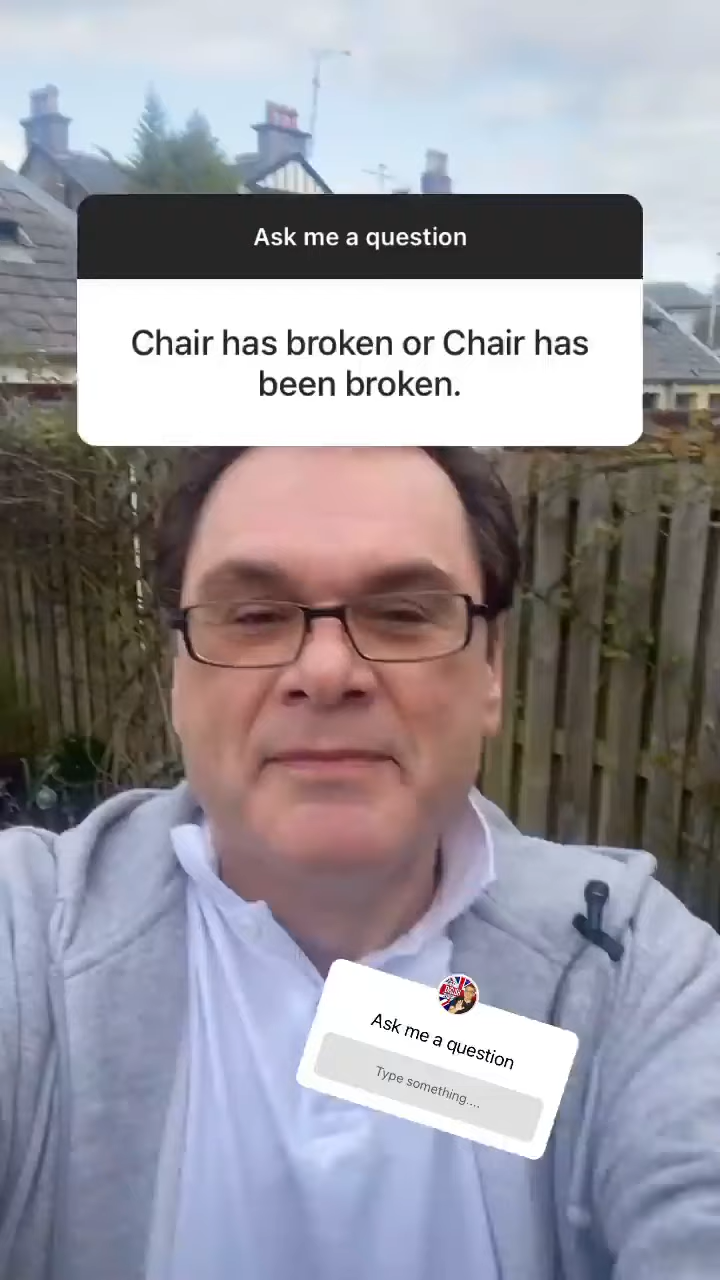 Ask me a question
Chair has broken or Chair has
been broken.
Ask me a question
Type something....